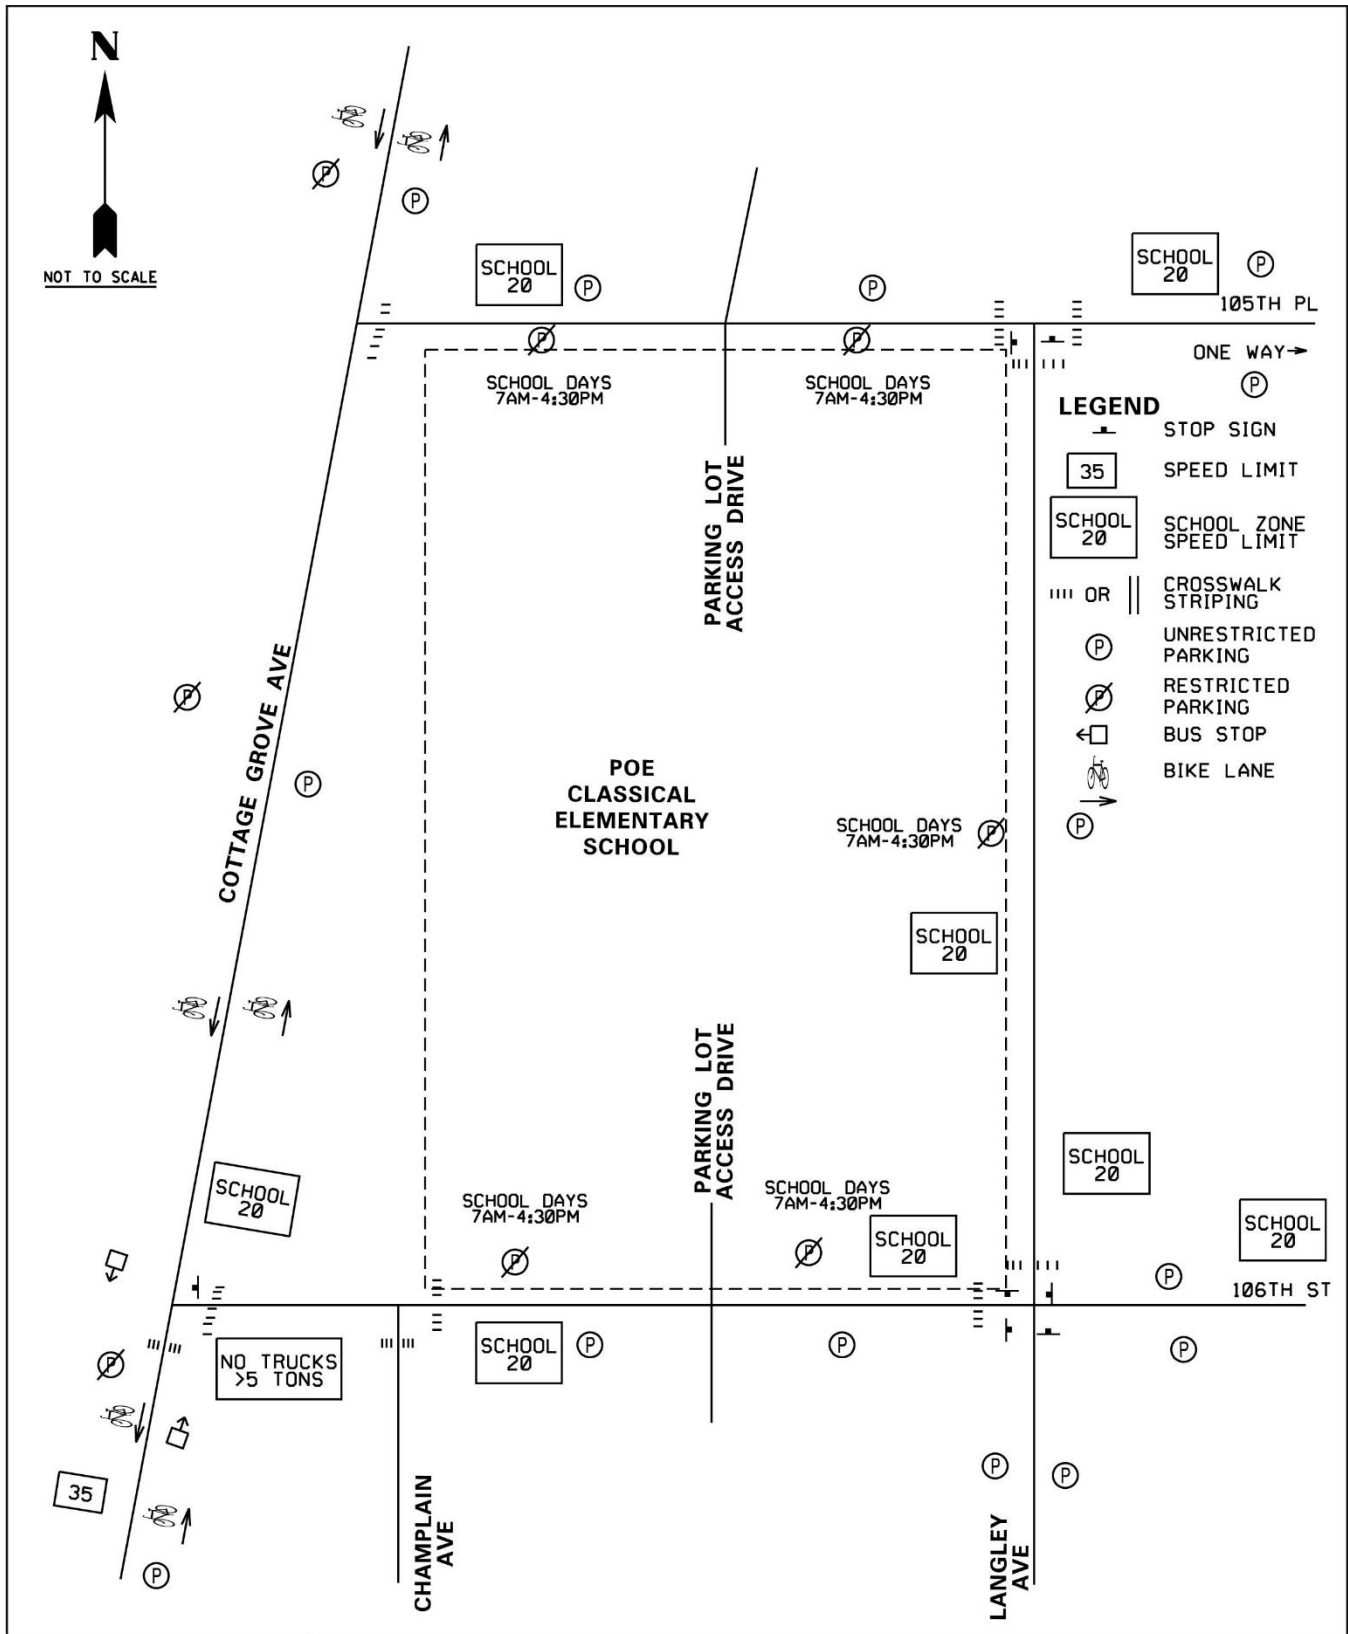 N
NOT TO SCALE
P
P
SCHOOL
20
P
P
SCHOOL
20
P
105TH PL
P
SCHOOL DAYS
7AM-4:30PM
P
SCHOOL DAYS
7AM-4:30PM
ONE WAY
P
LEGEND
STOP SIGN
35
SPEED LIMIT
SCHOOL
20
SCHOOL ZONE
SPEED LIMIT
OR
CROSSWALK
STRIPING
P
UNRESTRICTED
PARKING
P
RESTRICTED
PARKING
BUS STOP
BIKE LANE
PARKING LOT
ACCESS DRIVE
COTTAGE GROVE AVE
P
P
POE
CLASSICAL
ELEMENTARY
SCHOOL
SCHOOL DAYS
7AM-4:30PM
P
P
SCHOOL
20
PARKING LOT
ACCESS DRIVE
SCHOOL
20
SCHOOL DAYS
7AM-4:30PM
P
SCHOOL DAYS
7AM-4:30PM
P
SCHOOL
20
SCHOOL
20
SCHOOL
20
P
106TH ST
P
NO TRUCKS
>5 TONS
SCHOOL
20
P
P
P
35
P
CHAMPLAIN
AVE
P
P
LANGLEY
AVE